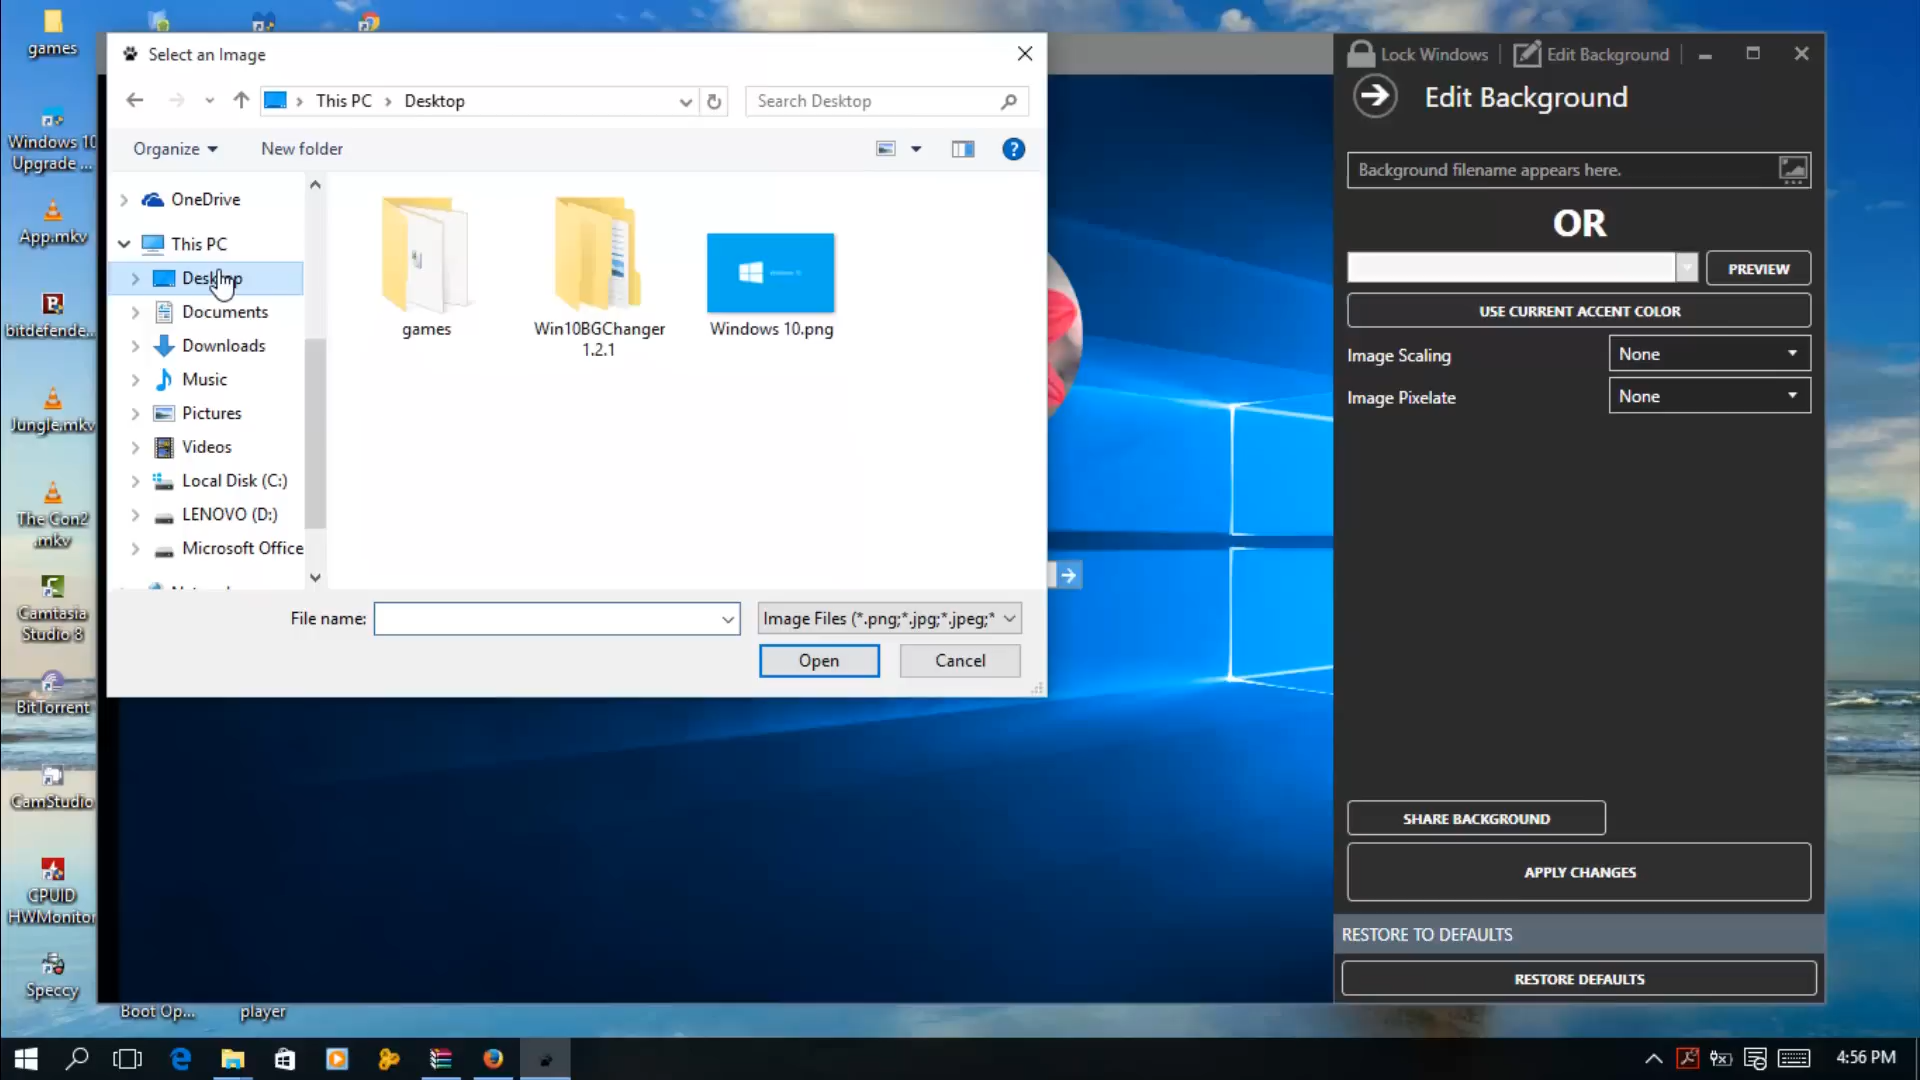 games
Windows 10
Upgrade ...
App.mkv
bitdefende...
Jungle.mkv
The Con2
.mkv
Camtasia
Studio 8
BitTorrent
CamStudio
CPUID
HWMonitor
Speccy
Boot Op...
player
Select an Image
This PC
Desktop
Search Desktop
Organize
New folder
OneDrive
This PC
Desktop
Documents
Downloads
Music
Pictures
Videos
Local Disk (C:)
LENOVO (D:)
Microsoft Office
games
Win10BGChanger
1.2.1
Windows 10.png
File name:
Image Files (*.png;*.jpg;*.jpeg;*
Open
Cancel
Lock Windows
Edit Background
Edit Background
Background filename appears here.
OR
PREVIEW
USE CURRENT ACCENT COLOR
Image Scaling
None
Image Pixelate
None
SHARE BACKGROUND
APPLY CHANGES
RESTORE TO DEFAULTS
RESTORE DEFAULTS
4:56 PM